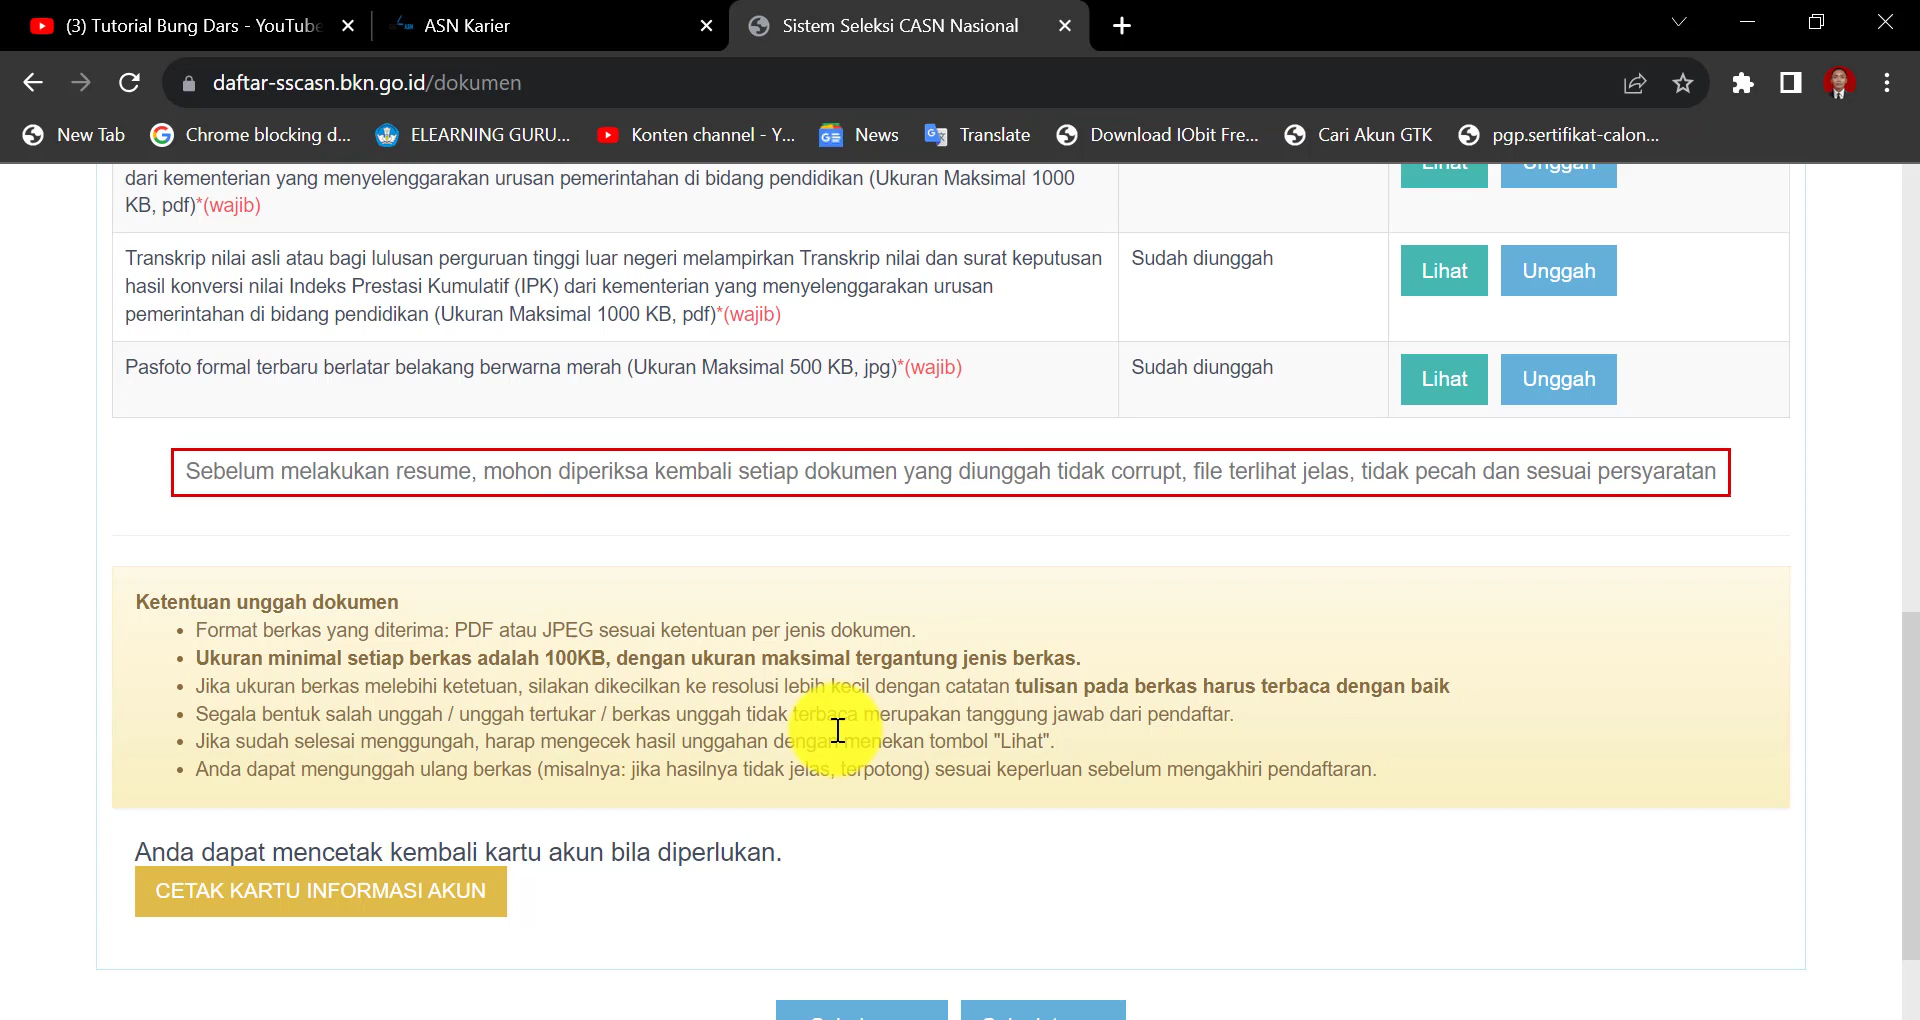 (3) Tutorial Bung Dars - YouTube
ASN Karier
Sistem Seleksi CASN Nasional
daftar-sscasn.bkn.go.id/dokumen
New Tab
Chrome blocking d...
ELEARNING GURU...
Konten channel - Y...
News
Translate
Download IObit Fre...
Cari Akun GTK
pgp.sertifikat-calon...
dari kementerian yang menyelenggarakan urusan pemerintahan di bidang pendidikan (Ukuran Maksimal 1000
KB, pdf)*(wajib)
Lihat
Unggah
Transkrip nilai asli atau bagi lulusan perguruan tinggi luar negeri melampirkan Transkrip nilai dan surat keputusan
hasil konversi nilai Indeks Prestasi Kumulatif (IPK) dari kementerian yang menyelenggarakan urusan
pemerintahan di bidang pendidikan (Ukuran Maksimal 1000 KB, pdf)*(wajib)
Sudah diunggah
Lihat
Unggah
Pasfoto formal terbaru berlatar belakang berwarna merah (Ukuran Maksimal 500 KB, jpg)*(wajib)
Sudah diunggah
Lihat
Unggah
Sebelum melakukan resume, mohon diperiksa kembali setiap dokumen yang diunggah tidak corrupt, file terlihat jelas, tidak pecah dan sesuai persyaratan
Ketentuan unggah dokumen
• Format berkas yang diterima: PDF atau JPEG sesuai ketentuan per jenis dokumen.
• Ukuran minimal setiap berkas adalah 100KB, dengan ukuran maksimal tergantung jenis berkas.
• Jika ukuran berkas melebihi ketetuan, silakan dikecilkan ke resolusi lebih kecil dengan catatan tulisan pada berkas harus terbaca dengan baik
• Segala bentuk salah unggah / unggah tertukar / berkas unggah tidak terbaca merupakan tanggung jawab dari pendaftar.
• Jika sudah selesai menggungah, harap mengecek hasil unggahan dengan menekan tombol "Lihat".
• Anda dapat mengunggah ulang berkas (misalnya: jika hasilnya tidak jelas, terpotong) sesuai keperluan sebelum mengakhiri pendaftaran.
Anda dapat mencetak kembali kartu akun bila diperlukan.
CETAK KARTU INFORMASI AKUN